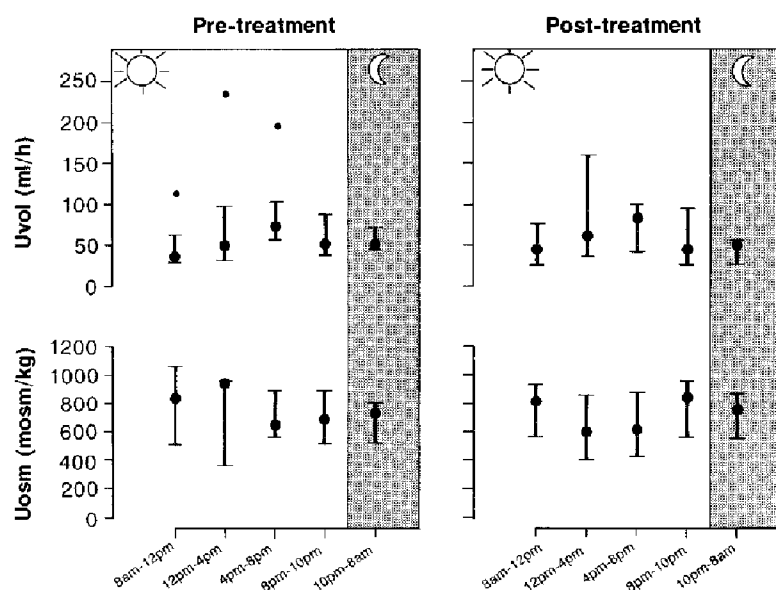 Pre-treatment
Post-treatment
Uvol (ml/h)
250
200
150
100
50
0
Uosm (mosm/kg)
1200
1000
800
600
400
200
0
8am-12pm
12pm-4pm
4pm-8pm
8pm-10pm
10pm-8am
8am-12pm
12pm-4pm
4pm-8pm
8pm-10pm
10pm-8am